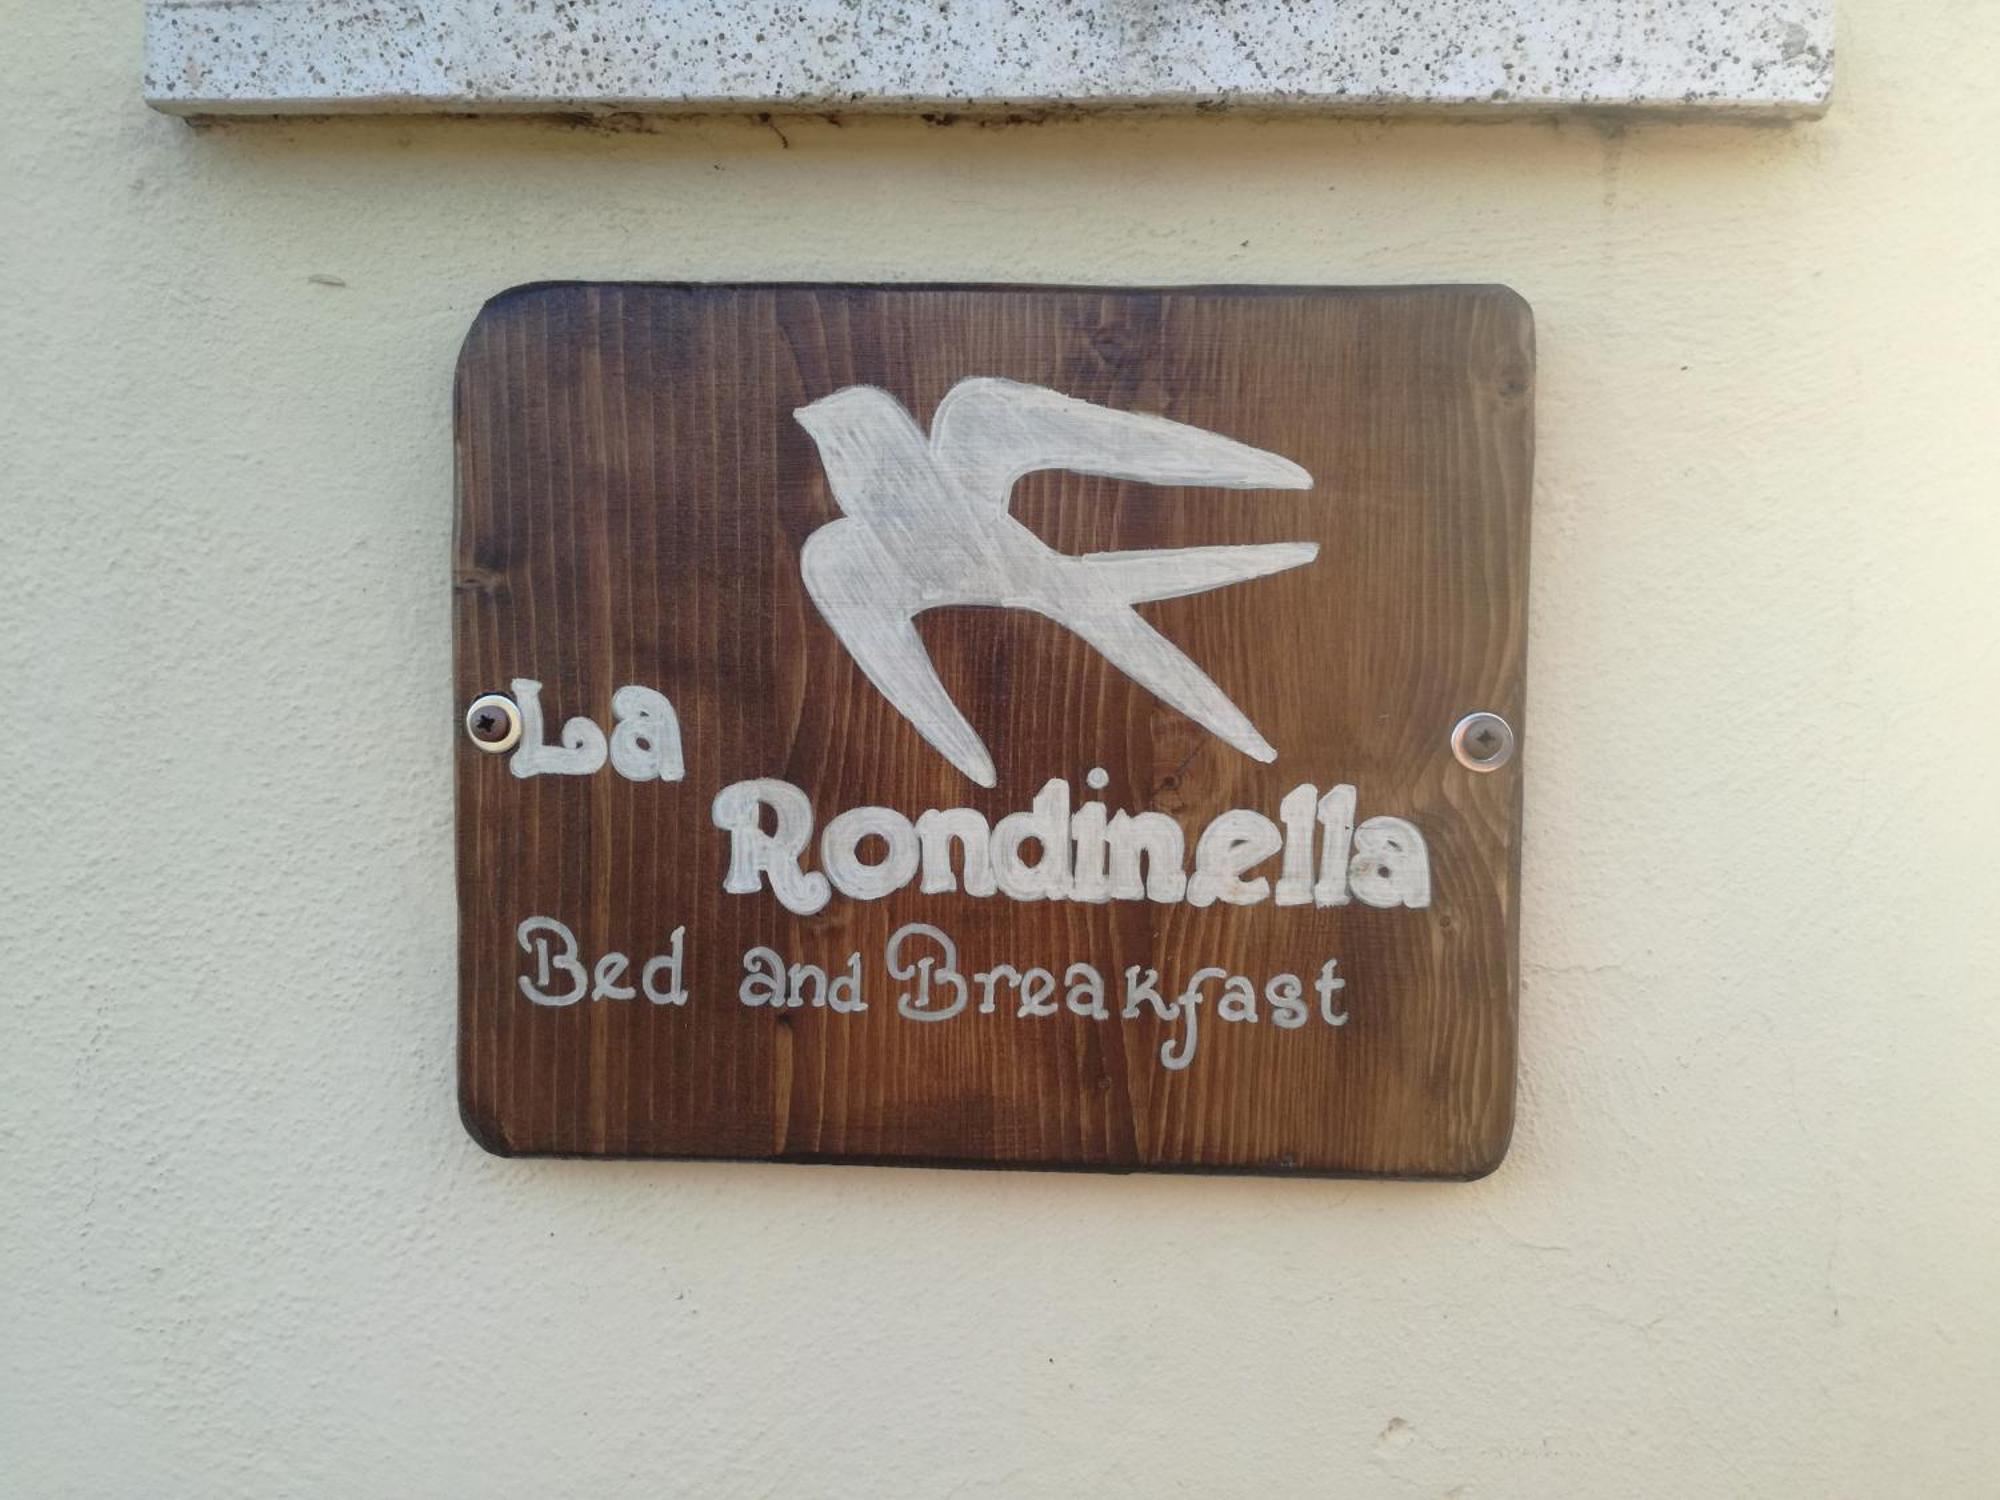 La
Rondinella
Bed and Breakfast